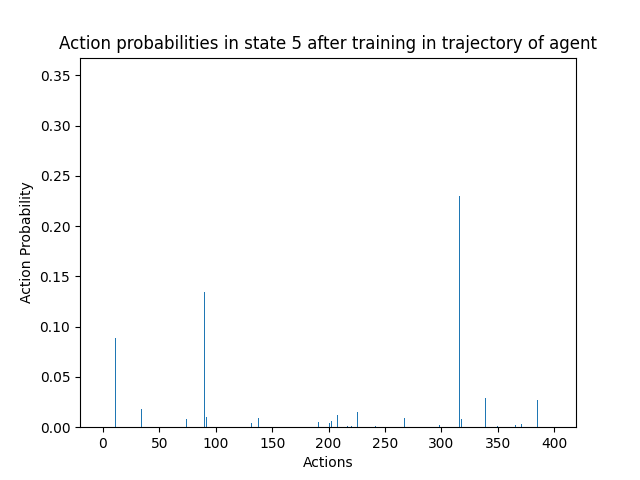 Action probabilities in state 5 after training in trajectory of agent
0.35
0.30
0.25
0.20
0.15
0.10
0.05
0.00
Action Probability
0 50 100 150 200 250 300 350 400
Actions